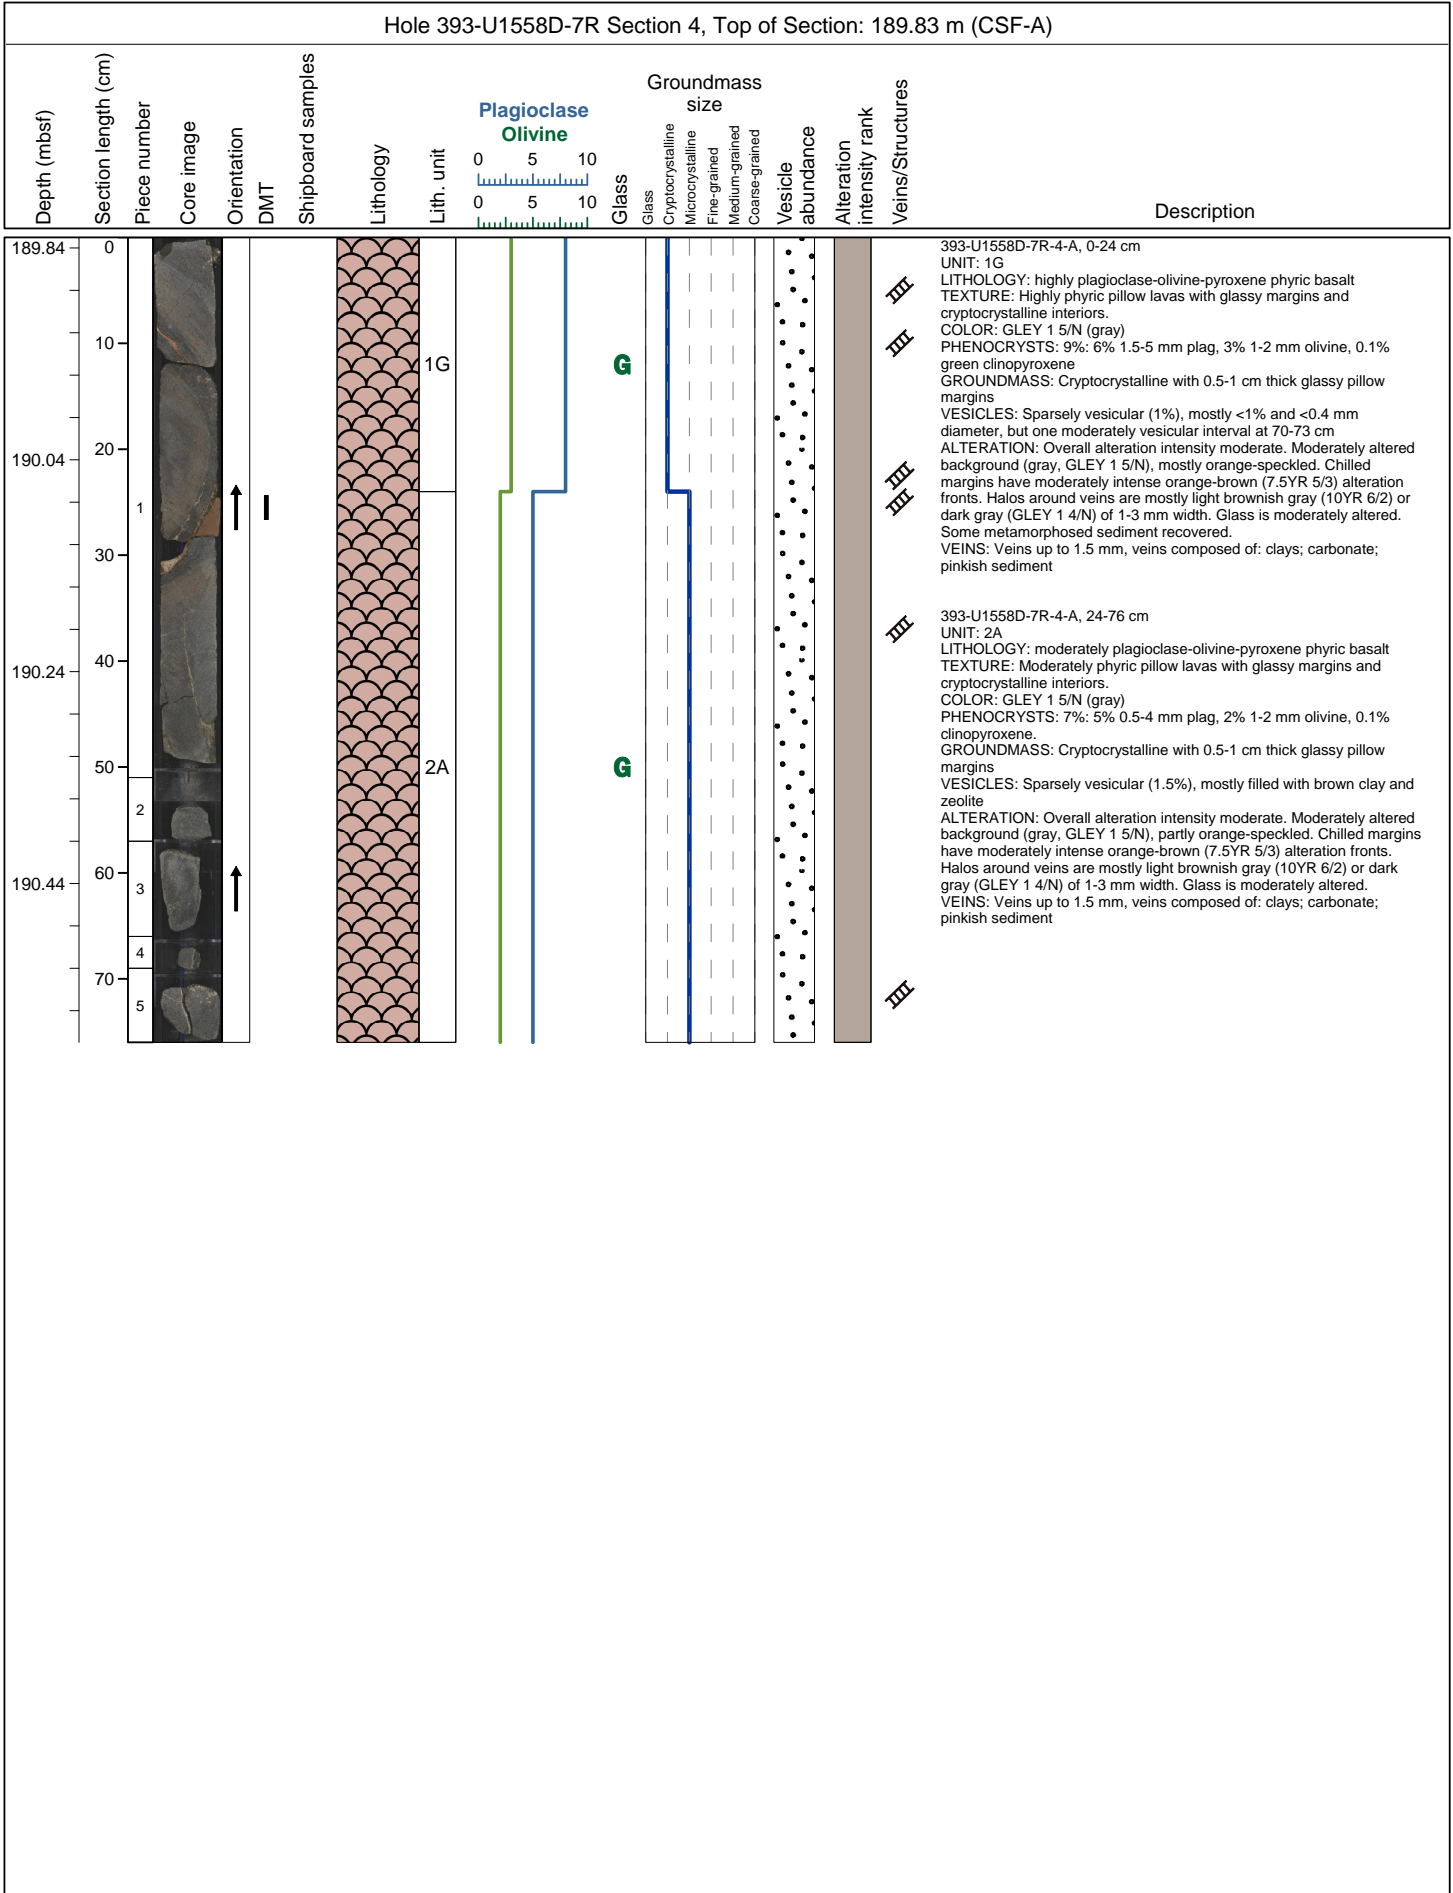 Hole 393-U1558D-7R Section 4, Top of Section: 189.83 m (CSF-A)
Depth (mbsf)
Section length (cm)
Piece number
Core image
Orientation
DMT
Shipboard samples
Lithology
Lith. unit
Plagioclase
Olivine
0 5 10
0 5 10
Glass
Groundmass
size
Glass
Cryptocrystalline
Microcrystalline
Fine-grained
Medium-grained
Coarse-grained
Vesicle
abundance
Alteration
intensity rank
Veins/Structures
Description
189.84
190.04
190.24
190.44
0
10
20
30
40
50
60
70
1
2
3
4
5
1G
2A
G
G
393-U1558D-7R-4-A, 0-24 cm
UNIT: 1G
LITHOLOGY: highly plagioclase-olivine-pyroxene phyric basalt
TEXTURE: Highly phyric pillow lavas with glassy margins and
cryptocrystalline interiors.
COLOR: GLEY 1 5/N (gray)
PHENOCRYSTS: 9%: 6% 1.5-5 mm plag, 3% 1-2 mm olivine, 0.1%
green clinopyroxene
GROUNDMASS: Cryptocrystalline with 0.5-1 cm thick glassy pillow
margins
VESICLES: Sparsely vesicular (1%), mostly <1% and <0.4 mm
diameter, but one moderately vesicular interval at 70-73 cm
ALTERATION: Overall alteration intensity moderate. Moderately altered
background (gray, GLEY 1 5/N), mostly orange-speckled. Chilled
margins have moderately intense orange-brown (7.5YR 5/3) alteration
fronts. Halos around veins are mostly light brownish gray (10YR 6/2) or
dark gray (GLEY 1 4/N) of 1-3 mm width. Glass is moderately altered.
Some metamorphosed sediment recovered.
VEINS: Veins up to 1.5 mm, veins composed of: clays; carbonate;
pinkish sediment
393-U1558D-7R-4-A, 24-76 cm
UNIT: 2A
LITHOLOGY: moderately plagioclase-olivine-pyroxene phyric basalt
TEXTURE: Moderately phyric pillow lavas with glassy margins and
cryptocrystalline interiors.
COLOR: GLEY 1 5/N (gray)
PHENOCRYSTS: 7%: 5% 0.5-4 mm plag, 2% 1-2 mm olivine, 0.1%
clinopyroxene.
GROUNDMASS: Cryptocrystalline with 0.5-1 cm thick glassy pillow
margins
VESICLES: Sparsely vesicular (1.5%), mostly filled with brown clay and
zeolite
ALTERATION: Overall alteration intensity moderate. Moderately altered
background (gray, GLEY 1 5/N), partly orange-speckled. Chilled margins
have moderately intense orange-brown (7.5YR 5/3) alteration fronts.
Halos around veins are mostly light brownish gray (10YR 6/2) or dark
gray (GLEY 1 4/N) of 1-3 mm width. Glass is moderately altered.
VEINS: Veins up to 1.5 mm, veins composed of: clays; carbonate;
pinkish sediment